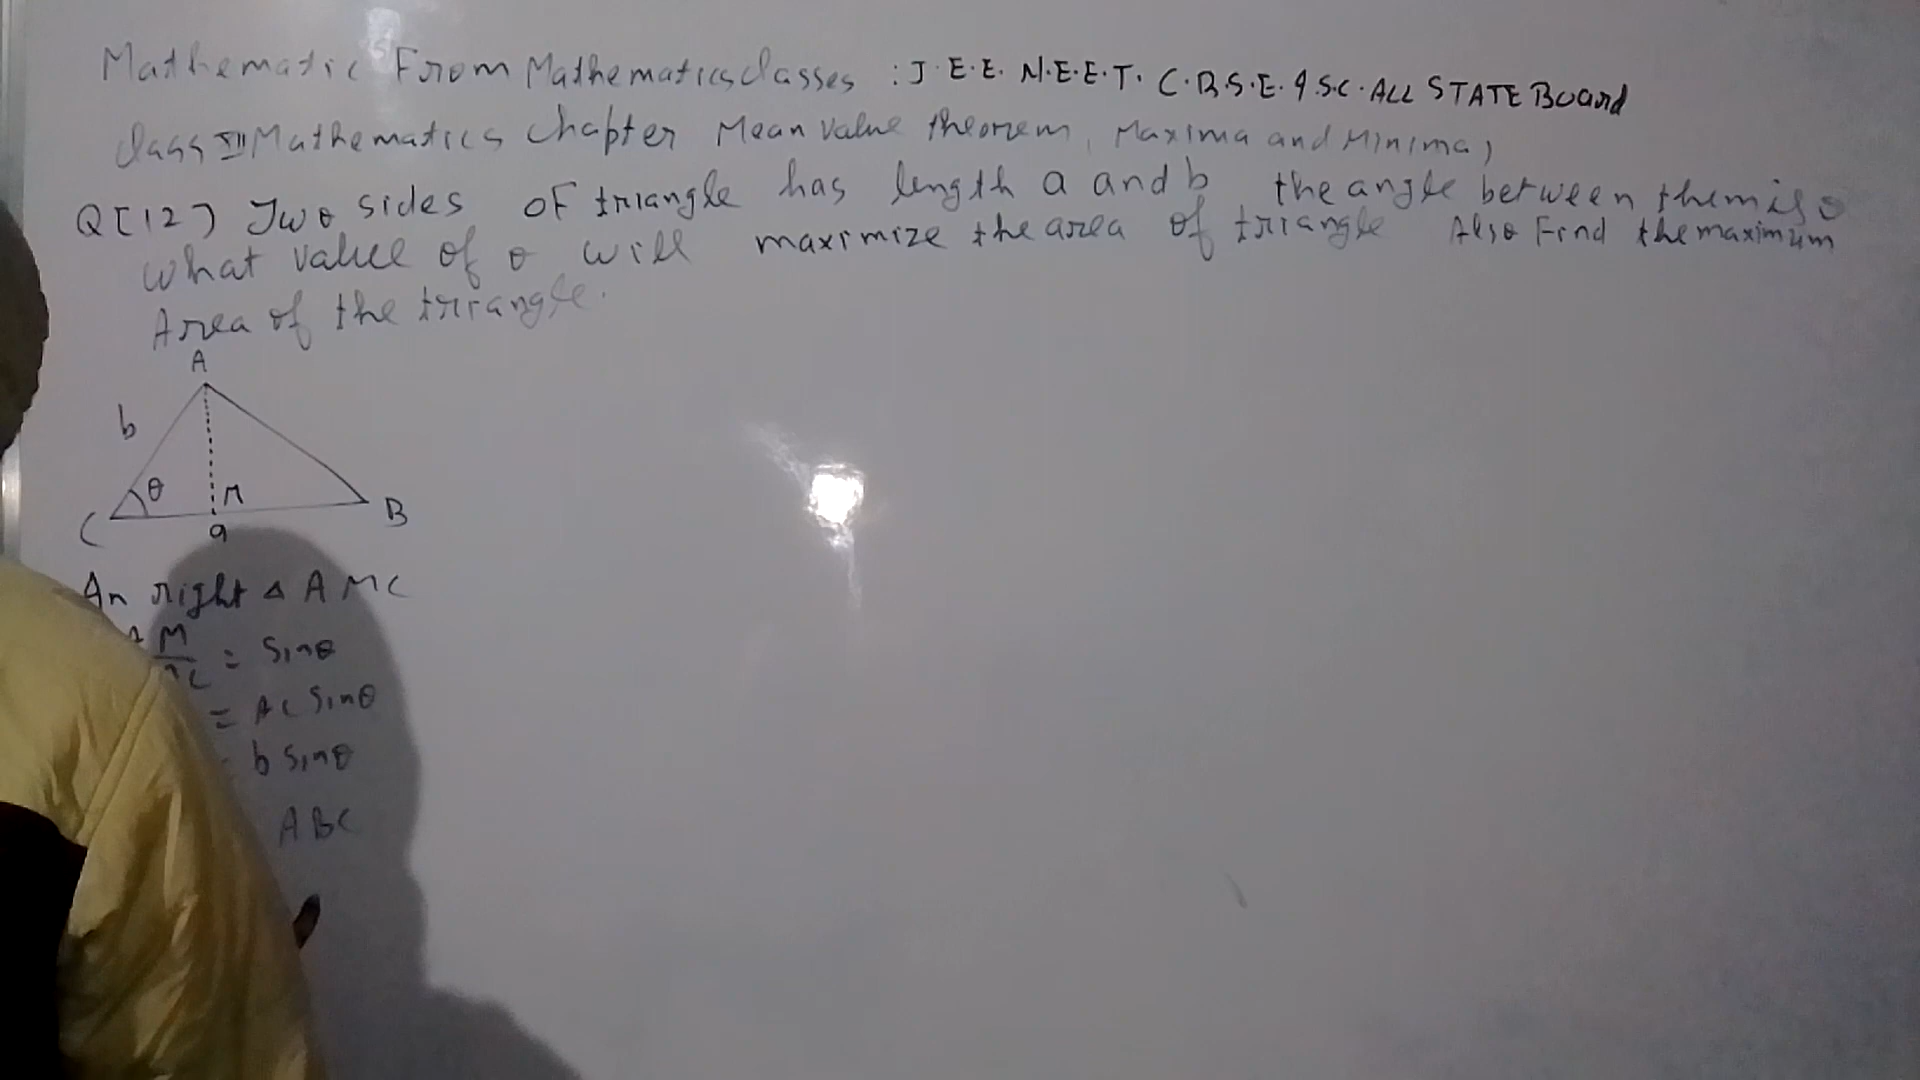 Mathematic From Mathematics classes : J.E.E. N.E.E.T. C.B.S.E. I.S.C. ALL STATE Board
Class XII Mathematics Chapter Mean Value theorem, Maxima and Minima,
Q[12] Two sides of triangle has length a and b the angle between them is θ
what value of θ will maximize the area of triangle Also Find the maximum
Area of the triangle.
A
b
θ
M
C
B
a
In right △ AMC
M = sinθ
= AC sinθ
= b sinθ
ABC